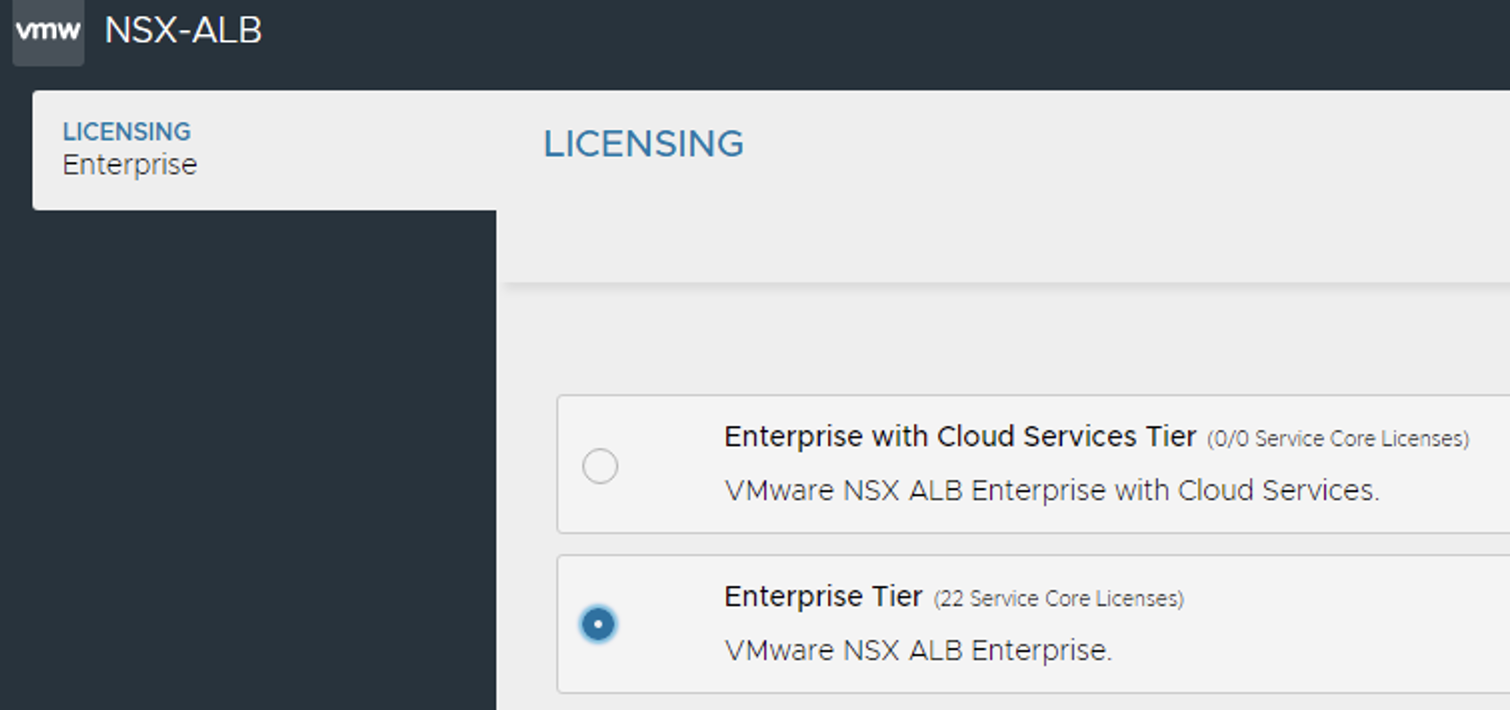 vmw NSX-ALB
LICENSING
Enterprise
LICENSING
Enterprise with Cloud Services Tier (0/0 Service Core Licenses)
VMware NSX ALB Enterprise with Cloud Services.
Enterprise Tier (22 Service Core Licenses)
VMware NSX ALB Enterprise.